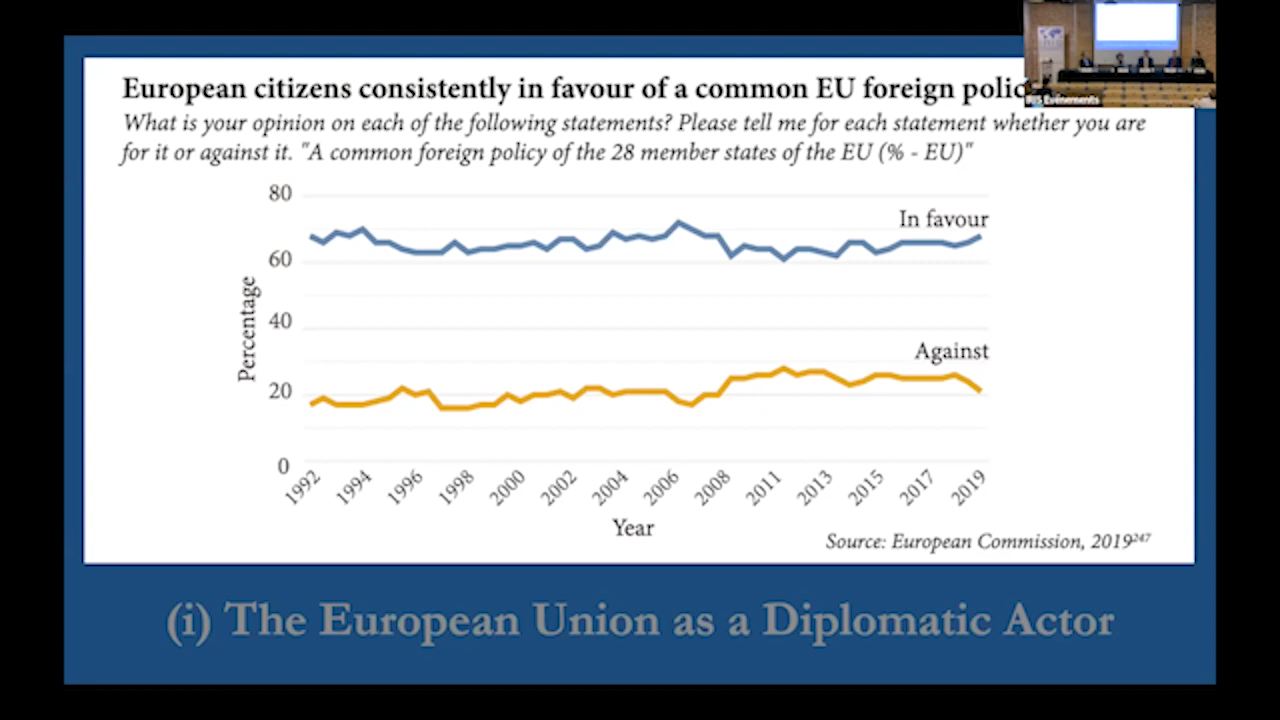 European citizens consistently in favour of a common EU foreign polic
What is your opinion on each of the following statements? Please tell me for each statement whether you are
for it or against it. "A common foreign policy of the 28 member states of the EU (% - EU)"
80
60
40
20
0
Percentage
In favour
Against
1992
1994
1996
1998
2000
2002
2004
2006
2008
2011
2013
2015
2017
2019
Year
Source: European Commission, 2019²⁴⁷
(i) The European Union as a Diplomatic Actor